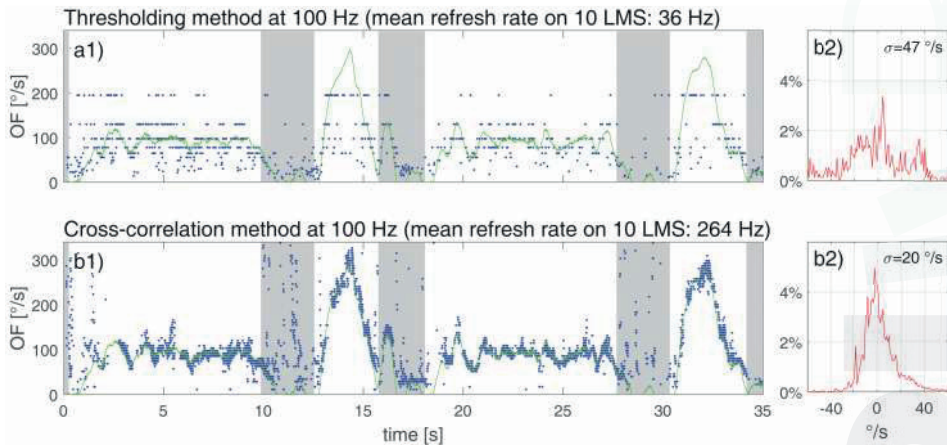 Thresholding method at 100 Hz (mean refresh rate on 10 LMS: 36 Hz)
a1)
OF [°/s]
300
200
100
0
b2)
σ=47 °/s
6%
4%
2%
0%
Cross-correlation method at 100 Hz (mean refresh rate on 10 LMS: 264 Hz)
b1)
OF [°/s]
300
200
100
0
0 5 10 15 20 25 30 35
time [s]
b2)
σ=20 °/s
4%
2%
0%
-40 0 40
°/s